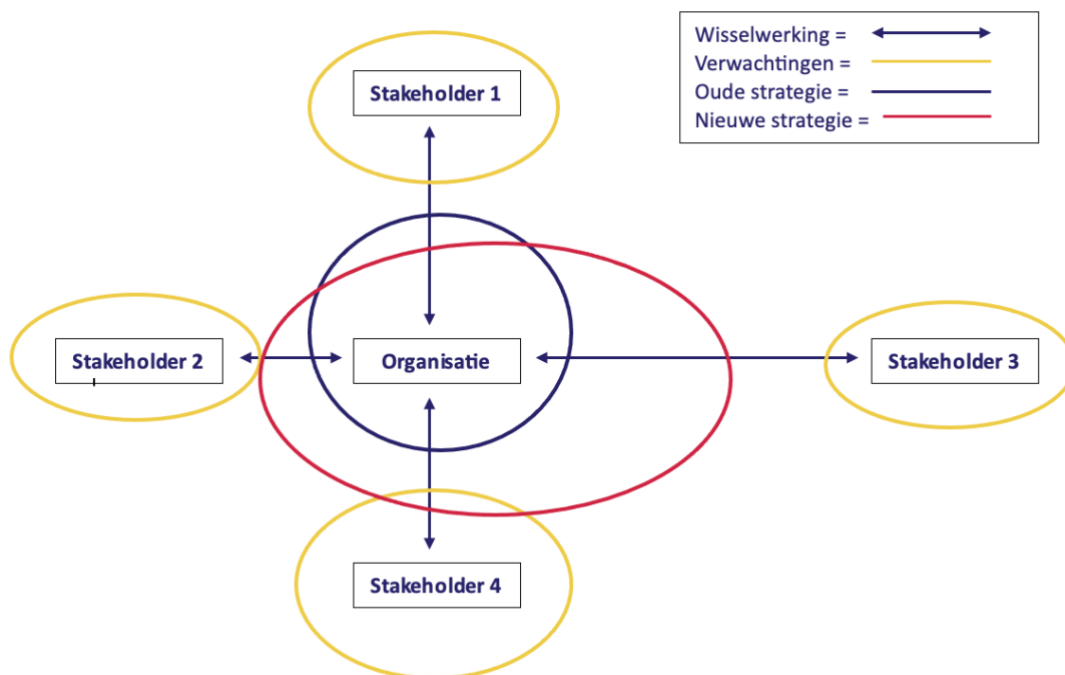 Wisselwerking =
Verwachtingen =
Oude strategie =
Nieuwe strategie =
Stakeholder 1
Stakeholder 2
Organisatie
Stakeholder 3
Stakeholder 4